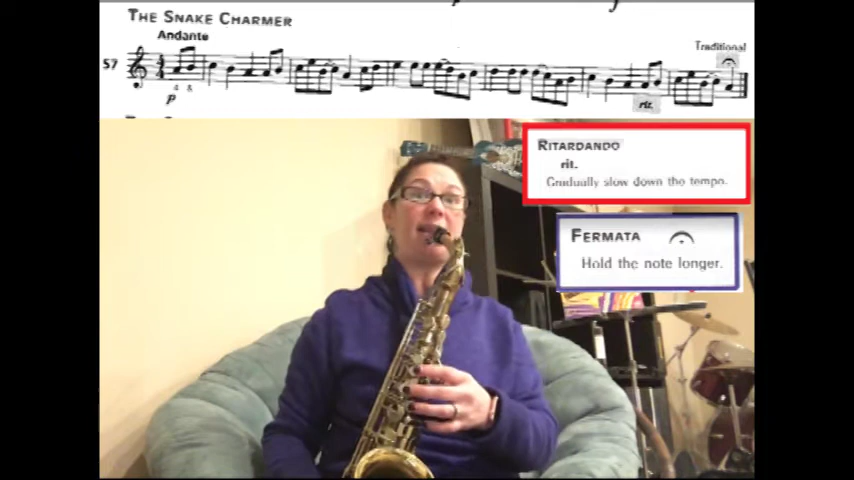 THE SNAKE CHARMER
Andante
Traditional
57
4 &
p
rit.
RITARDANDO
rit.
Gradually slow down the tempo.
FERMATA
Hold the note longer.